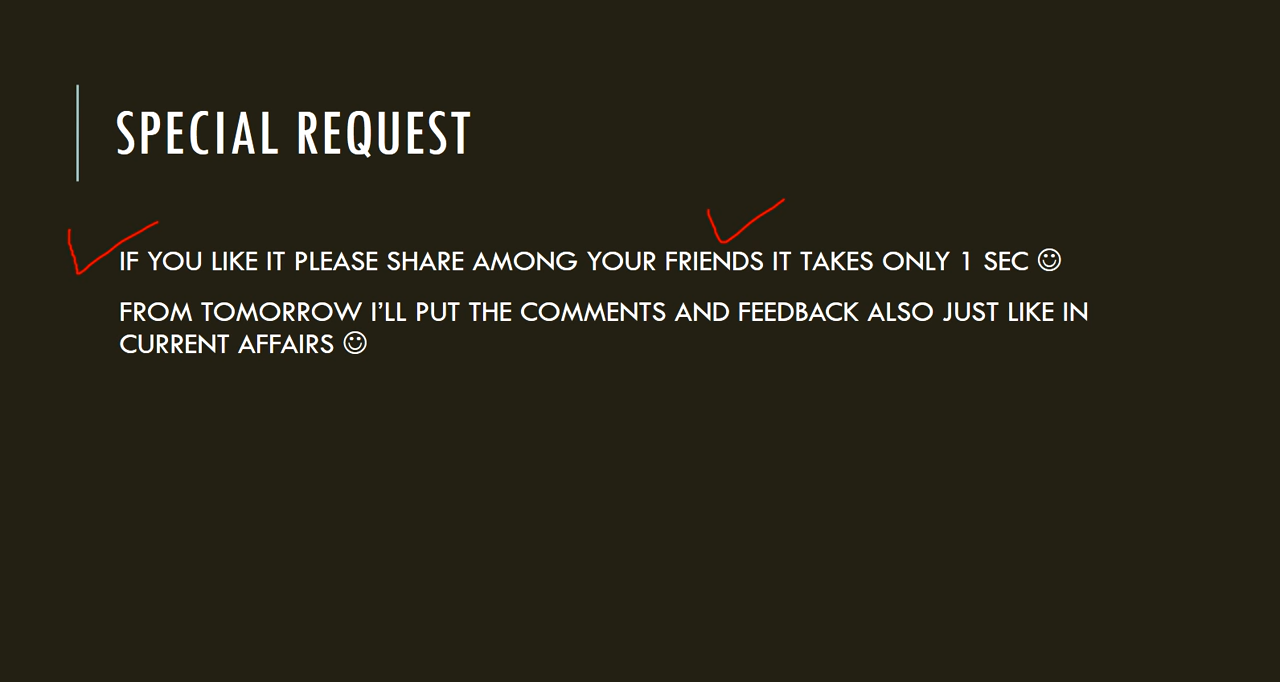 SPECIAL REQUEST
IF YOU LIKE IT PLEASE SHARE AMONG YOUR FRIENDS IT TAKES ONLY 1 SEC ☺
FROM TOMORROW I’LL PUT THE COMMENTS AND FEEDBACK ALSO JUST LIKE IN
CURRENT AFFAIRS ☺